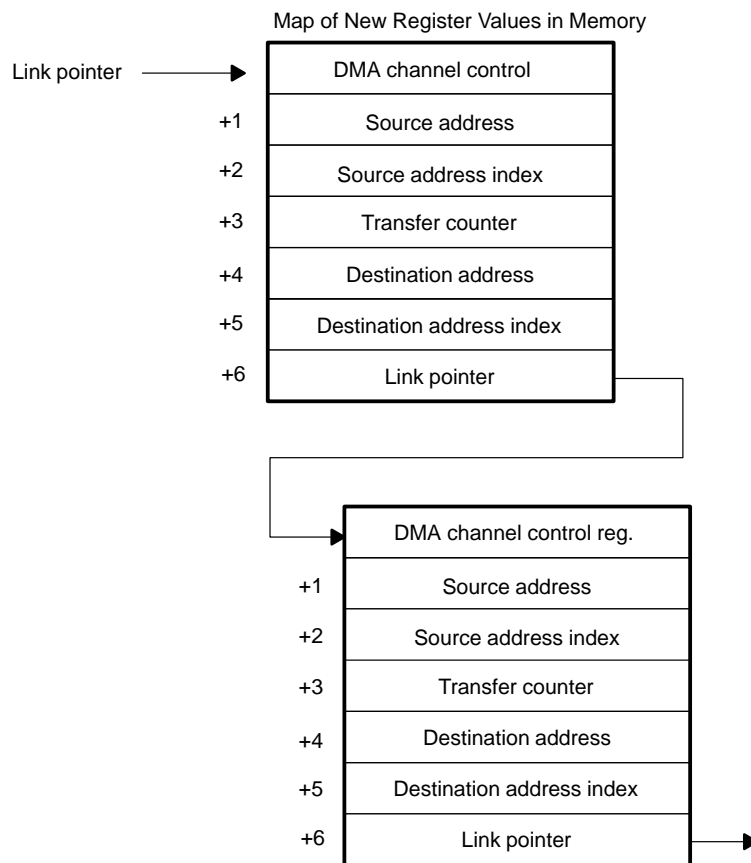 Map of New Register Values in Memory
Link pointer
DMA channel control
+1 Source address
+2 Source address index
+3 Transfer counter
+4 Destination address
+5 Destination address index
+6 Link pointer
DMA channel control reg.
+1 Source address
+2 Source address index
+3 Transfer counter
+4 Destination address
+5 Destination address index
+6 Link pointer